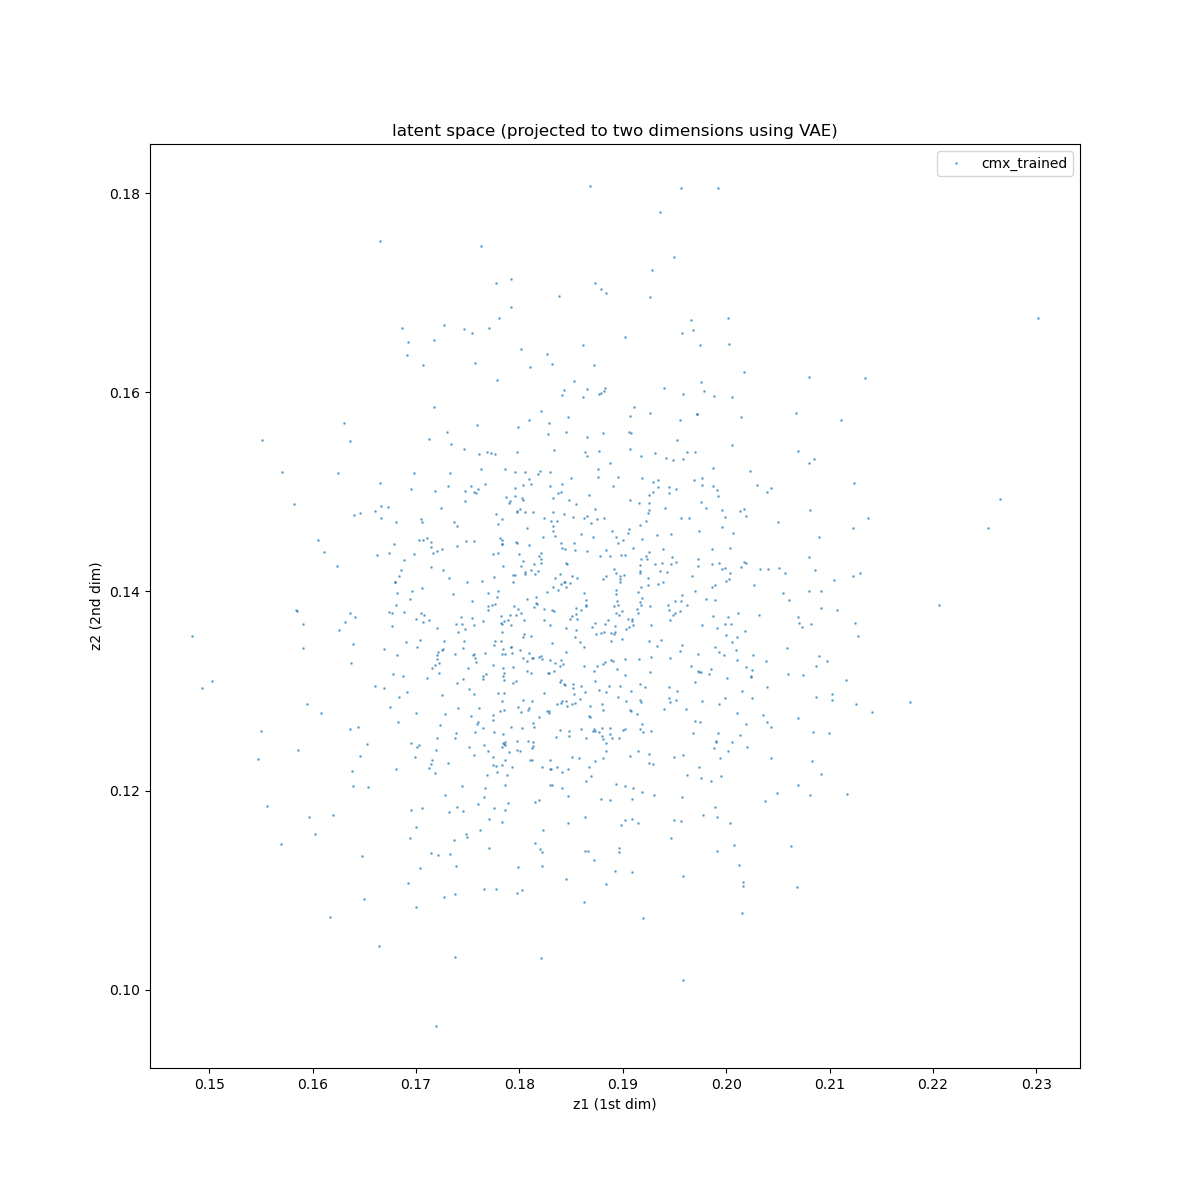 latent space (projected to two dimensions using VAE)
cmx_trained
0.18
0.16
0.14
0.12
0.10
z2 (2nd dim)
0.15 0.16 0.17 0.18 0.19 0.20 0.21 0.22 0.23
z1 (1st dim)